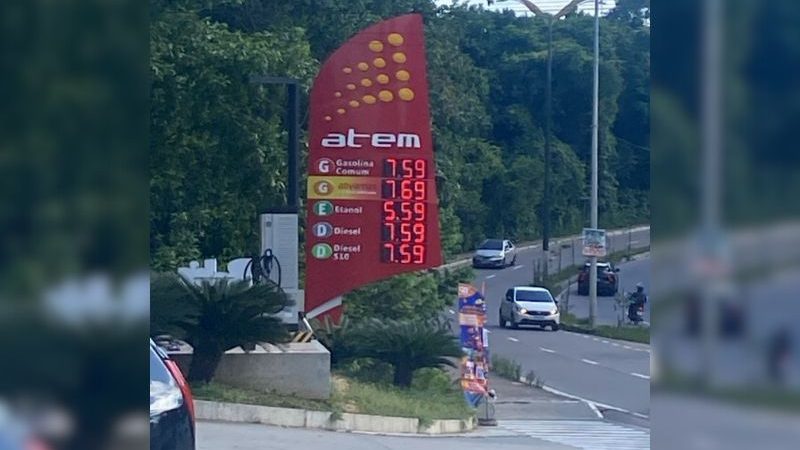 atem
G Gasolina Comum 7.59
G 7.69
E Etanol 5.59
D Diesel 7.59
D Diesel S10 7.59